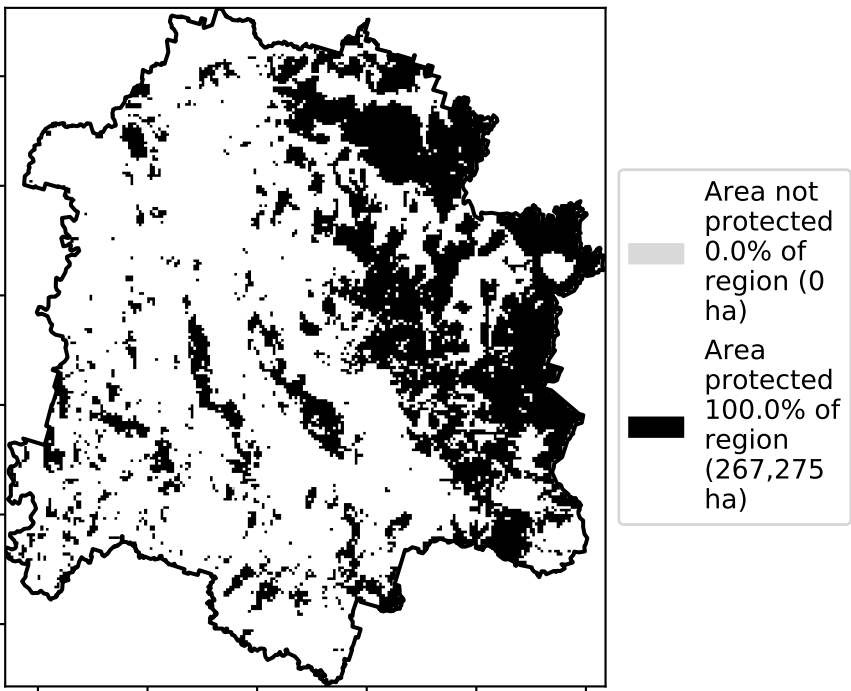 Area not
protected
0.0% of
region (0
ha)
Area
protected
100.0% of
region
(267,275
ha)